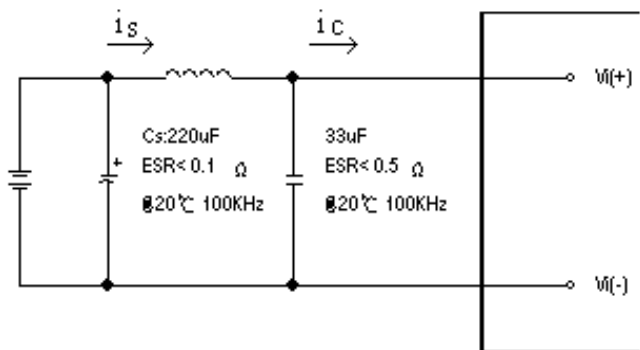 is
ic
Vi(+)
Cs:220uF
ESR< 0.1 Ω
@20℃ 100KHz
+
33uF
ESR< 0.5 Ω
@20℃ 100KHz
Vi(-)